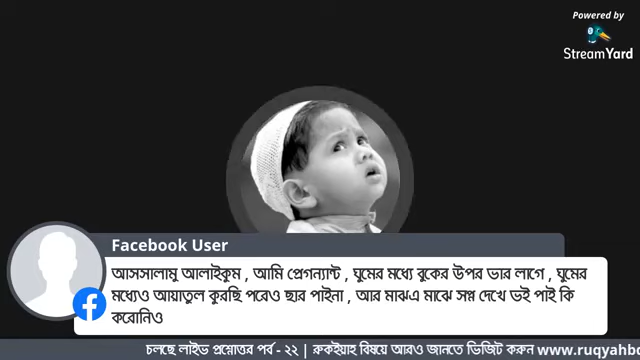 Powered by
StreamYard
Facebook User
আসসালামু আলাইকুম , আমি প্রেগন্যান্ট , ঘুমের মধ্যে বুকের উপর ভার লাগে , ঘুমের
মধ্যেও আয়াতুল কুরছি পরেও ছার পাইনা , আর মাঝএ মাঝে সপ্ন দেখে ভই পাই কি
করোনিও
চলছে লাইভ প্রশ্নোত্তর পর্ব - ২২ | রুকইয়াহ বিষয়ে আরও জানতে ভিজিট করুন www.ruqyahbd